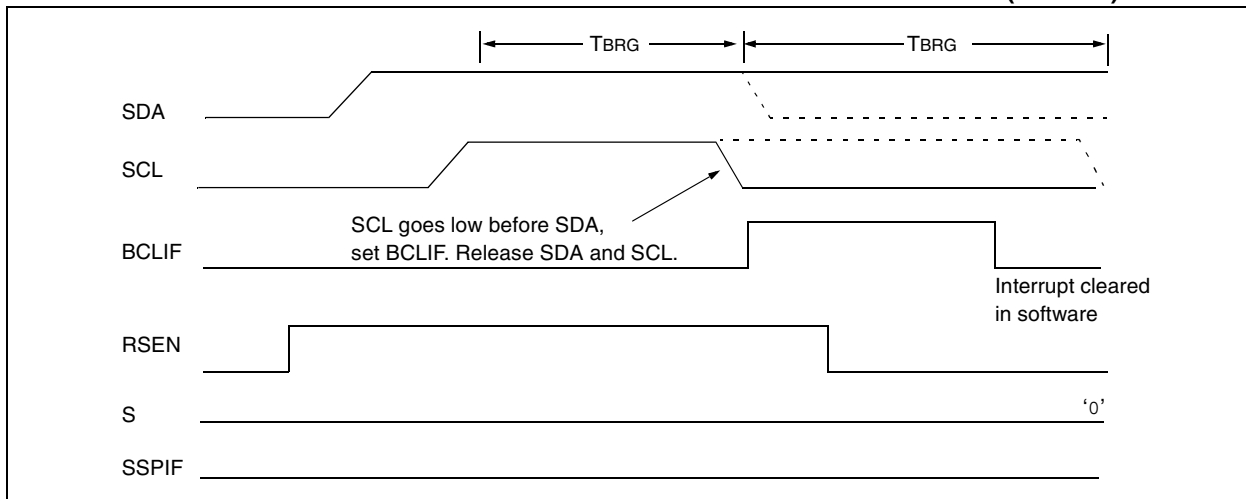 TBRG
TBRG
SDA
SCL
SCL goes low before SDA,
set BCLIF. Release SDA and SCL.
BCLIF
Interrupt cleared
in software
RSEN
S
‘0’
SSPIF